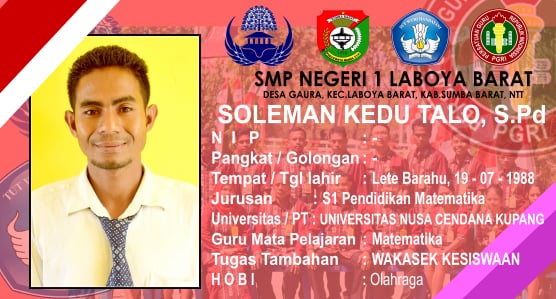 SMP NEGERI 1 LABOYA BARAT
DESA GAURA, KEC.LABOYA BARAT, KAB.SUMBA BARAT, NTT
SOLEMAN KEDU TALO, S.Pd
N I P : -
Pangkat / Golongan : -
Tempat / Tgl lahir : Lete Barahu, 19 - 07 - 1988
Jurusan : S1 Pendidikan Matematika
Universitas / PT : UNIVERSITAS NUSA CENDANA KUPANG
Guru Mata Pelajaran : Matematika
Tugas Tambahan : WAKASEK KESISWAAN
H O B I : Olahraga